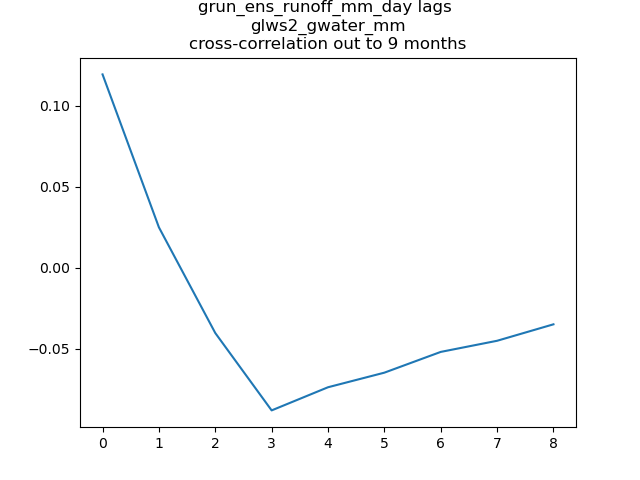 grun_ens_runoff_mm_day lags
glws2_gwater_mm
cross-correlation out to 9 months
0.10
0.05
0.00
−0.05
0 1 2 3 4 5 6 7 8